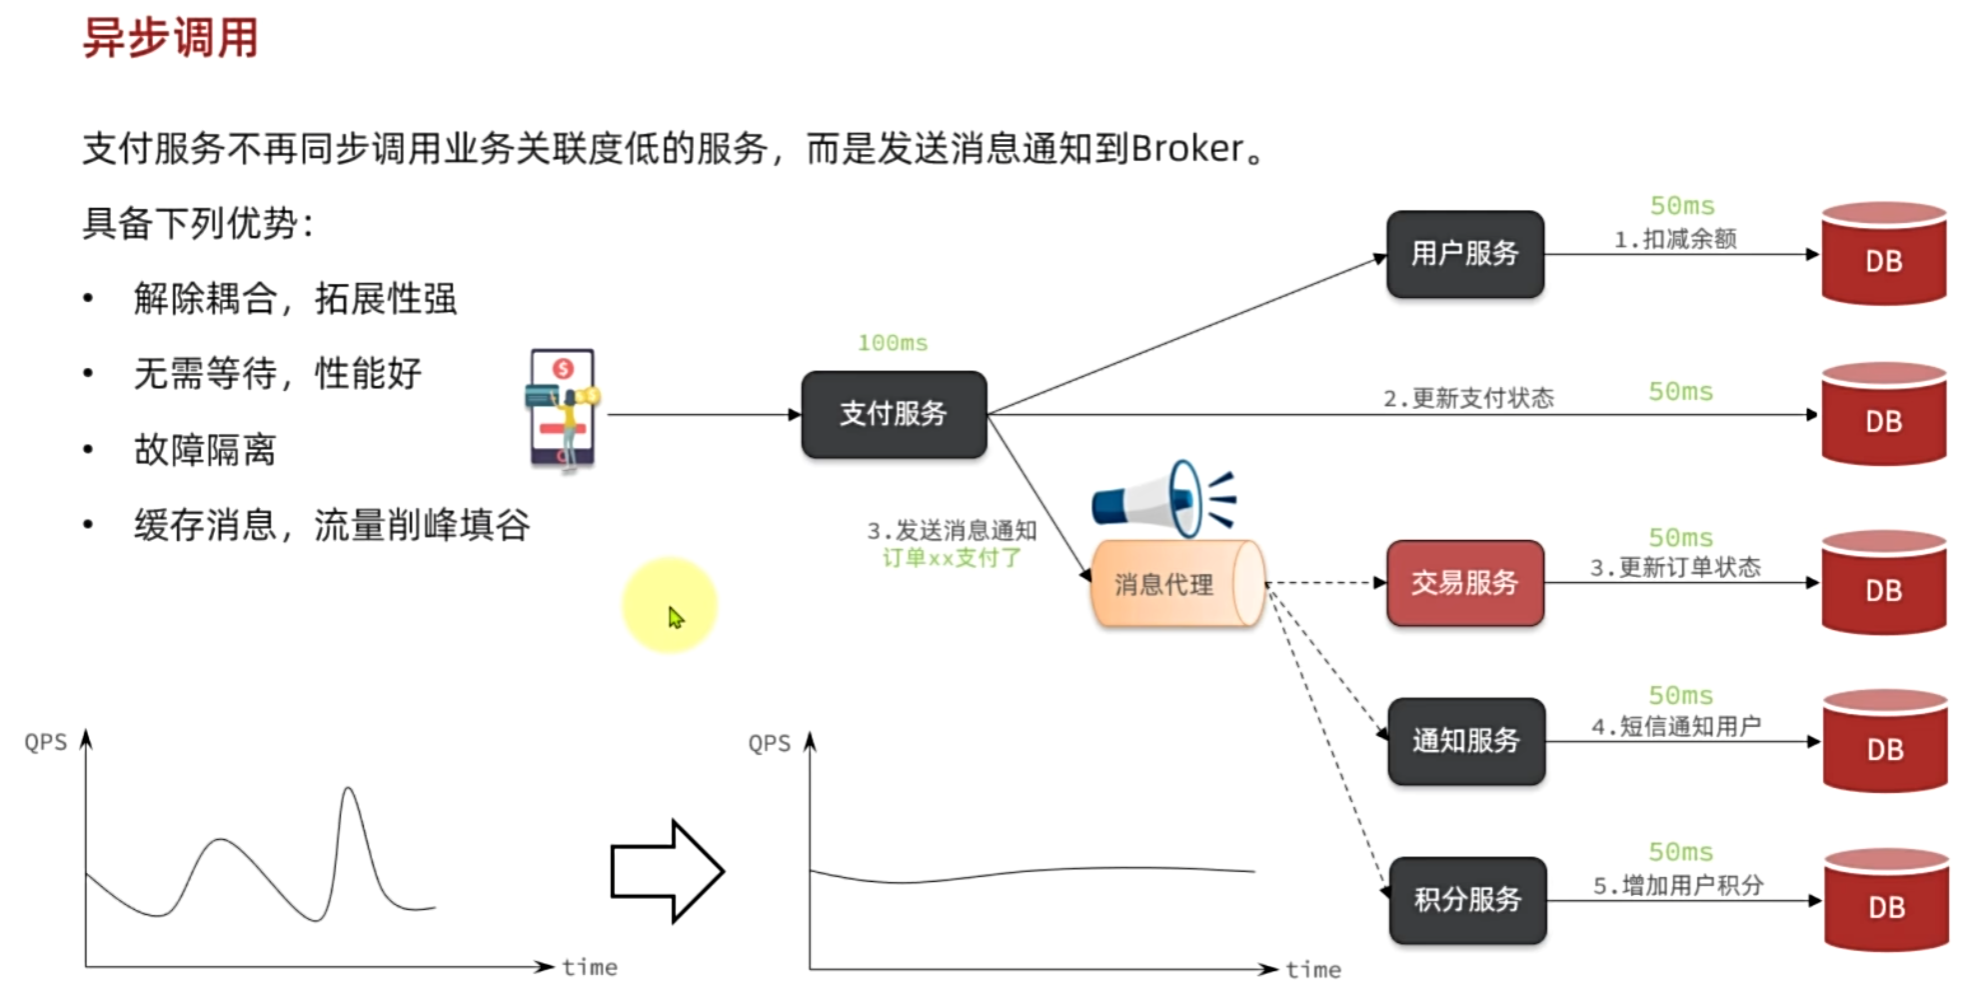 异步调用
支付服务不再同步调用业务关联度低的服务，而是发送消息通知到Broker。
具备下列优势：
• 解除耦合，拓展性强
• 无需等待，性能好
• 故障隔离
• 缓存消息，流量削峰填谷
100ms
支付服务
用户服务
50ms
1.扣减余额
DB
2.更新支付状态
50ms
DB
3.发送消息通知
订单xx支付了
消息代理
交易服务
50ms
3.更新订单状态
DB
通知服务
50ms
4.短信通知用户
DB
积分服务
50ms
5.增加用户积分
DB
QPS
time
QPS
time